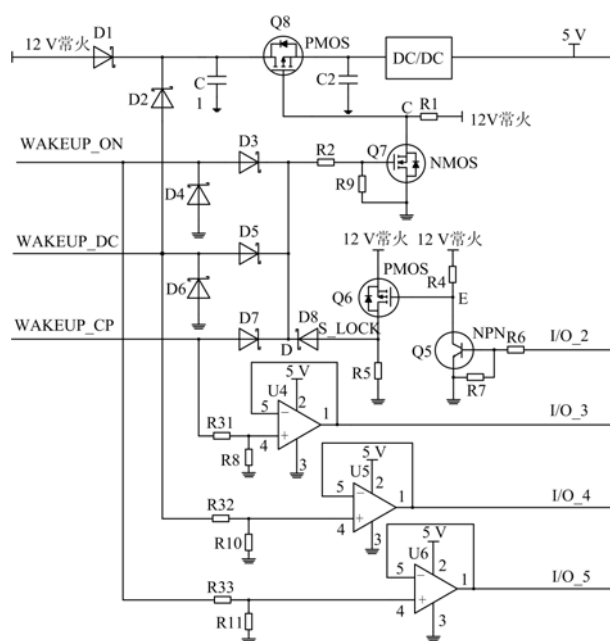 Q8
D1
PMOS
5 V
12 V常火
DC/DC
C
1
C2
D2
C
R1
12V常火
WAKEUP_ON
D3
R2
Q7
NMOS
R9
D4
WAKEUP_DC
D5
12 V常火
12 V常火
PMOS
R4
D6
Q6
E
WAKEUP_CP
D7
D8
S_LOCK
D
NPN
R6
I/O_2
Q5
R5
R7
U4
5 V
5
2
1
I/O_3
R31
4
3
R8
U5
5 V
5
2
1
I/O_4
R32
4
3
R10
U6
5 V
5
2
1
I/O_5
R33
4
3
R11